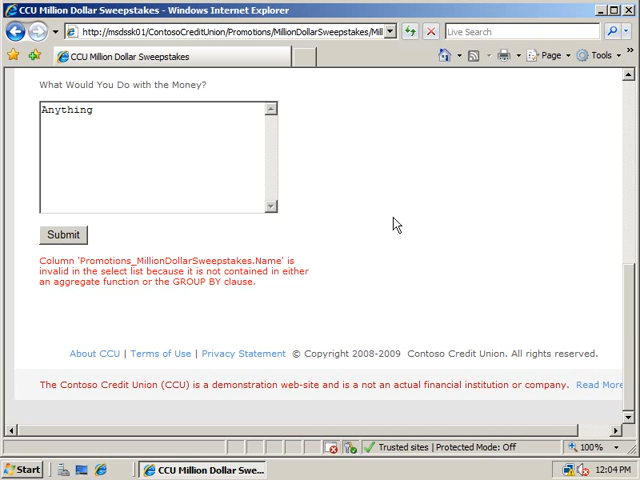 CCU Million Dollar Sweepstakes - Windows Internet Explorer
http://msdssk01/ContosoCreditUnion/Promotions/MillionDollarSweepstakes/Mill
Live Search
CCU Million Dollar Sweepstakes
Page
Tools
What Would You Do with the Money?
Anything
Submit
Column 'Promotions_MillionDollarSweepstakes.Name' is
invalid in the select list because it is not contained in either
an aggregate function or the GROUP BY clause.
About CCU | Terms of Use | Privacy Statement © Copyright 2008-2009 Contoso Credit Union. All rights reserved.
The Contoso Credit Union (CCU) is a demonstration web-site and is a not an actual financial institution or company. Read More
Trusted sites | Protected Mode: Off
100%
Start
CCU Million Dollar Swe...
12:04 PM